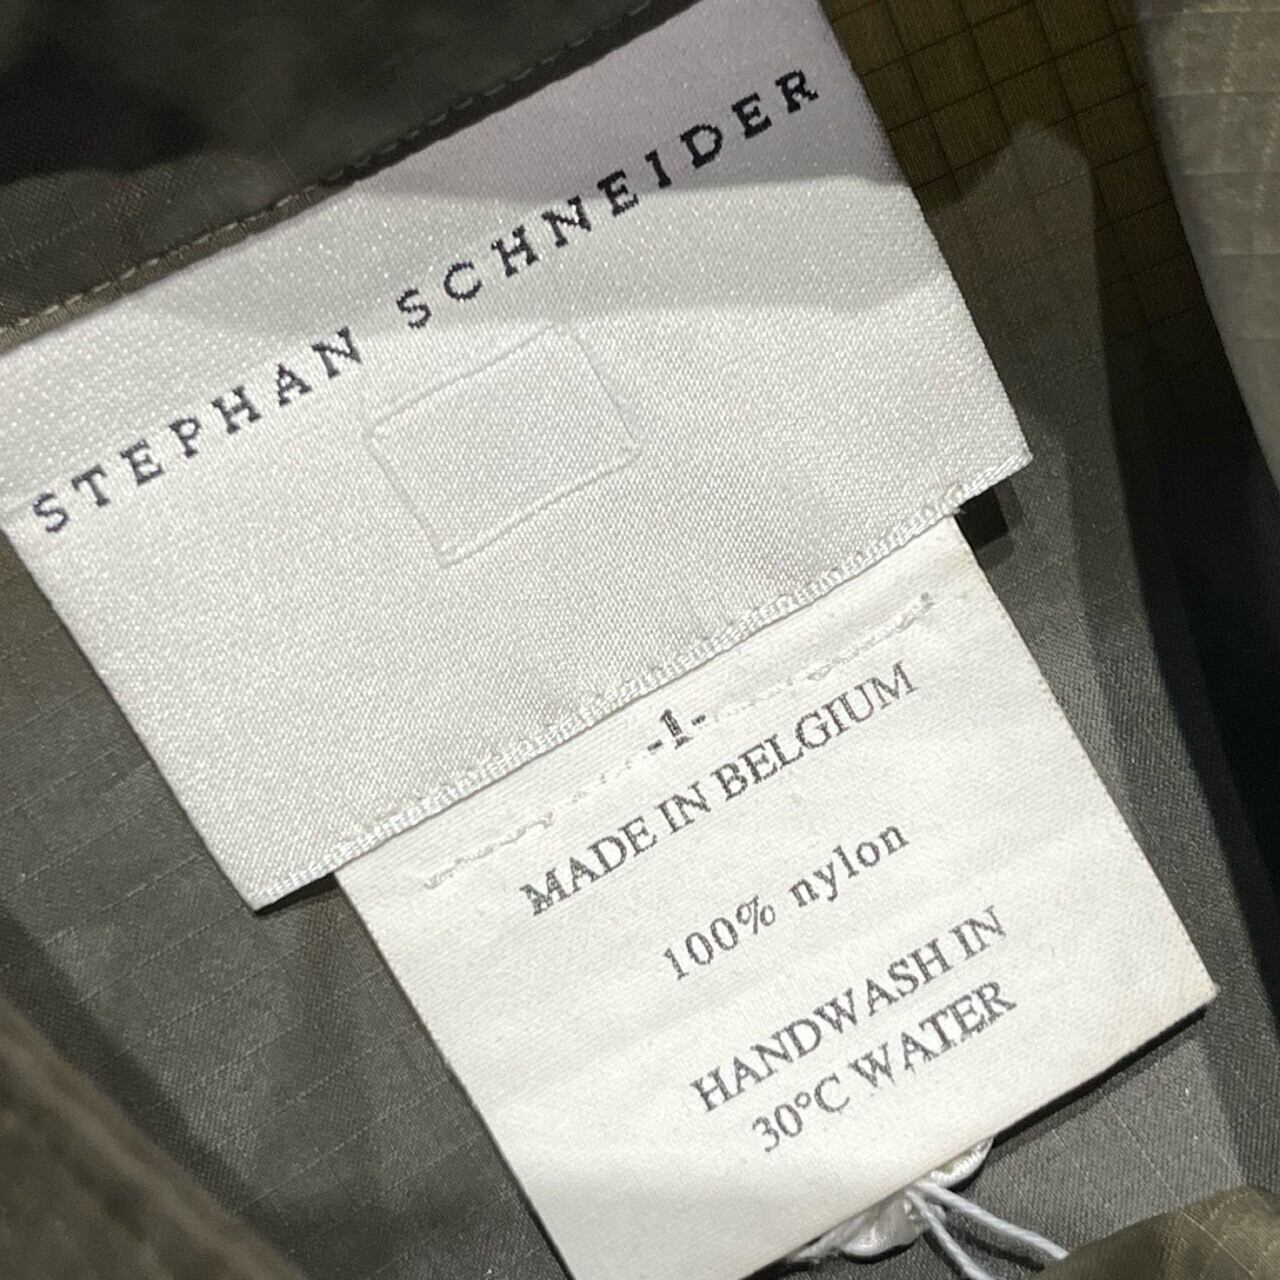 STEPHAN SCHNEIDER
-1-
MADE IN BELGIUM
100% nylon
HANDWASH IN
30°C WATER